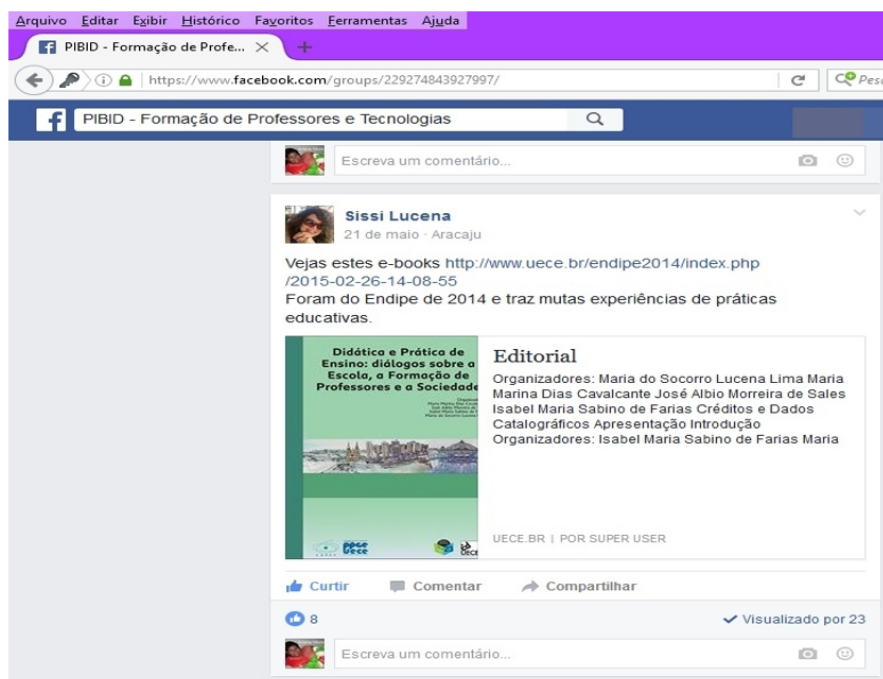 Arquivo Editar Exibir Histórico Favoritos Ferramentas Ajuda
PIBID - Formação de Profe...
https://www.facebook.com/groups/229274843927997/
PIBID - Formação de Professores e Tecnologias
Escreva um comentário...
Sissi Lucena
21 de maio · Aracaju
Vejas estes e-books http://www.uece.br/endipe2014/index.php
/2015-02-26-14-08-55
Foram do Endipe de 2014 e traz mutas experiências de práticas
educativas.
Didática e Prática de
Ensino: diálogos sobre a
Escola, a Formação de
Professores e a Sociedade
Editorial
Organizadores: Maria do Socorro Lucena Lima Maria
Marina Dias Cavalcante José Albio Morreira de Sales
Isabel Maria Sabino de Farias Créditos e Dados
Catalográficos Apresentação Introdução
Organizadores: Isabel Maria Sabino de Farias Maria
UECE.BR | POR SUPER USER
Curtir Comentar Compartilhar
8 Visualizado por 23
Escreva um comentário...